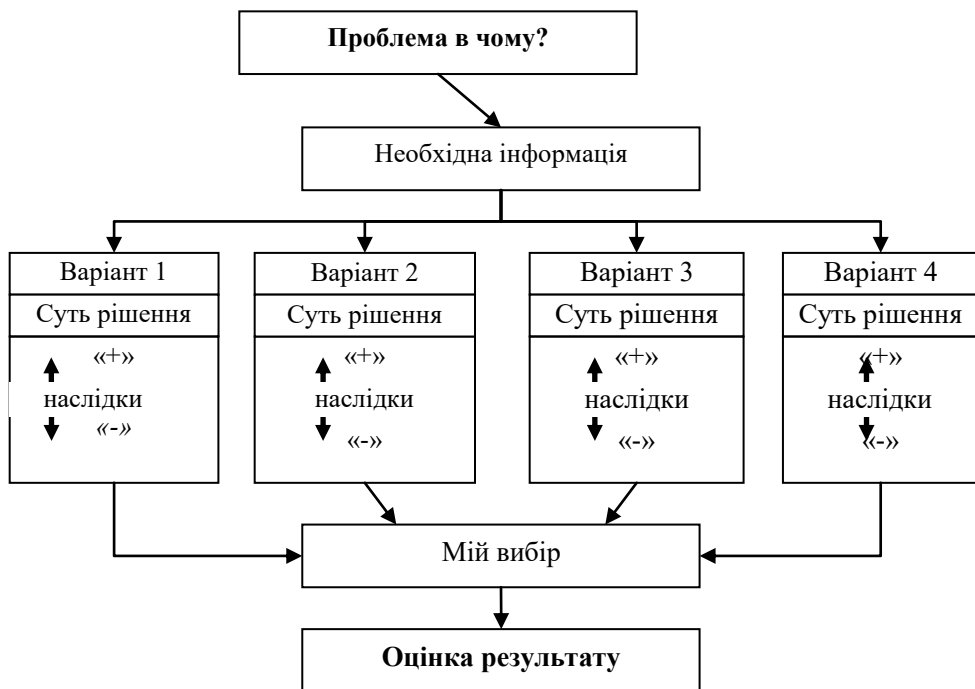 Проблема в чому?
Необхідна інформація
Варіант 1
Суть рішення
«+»
наслідки
«-»
Варіант 2
Суть рішення
«+»
наслідки
«-»
Варіант 3
Суть рішення
«+»
наслідки
«-»
Варіант 4
Суть рішення
«+»
наслідки
«-»
Мій вибір
Оцінка результату